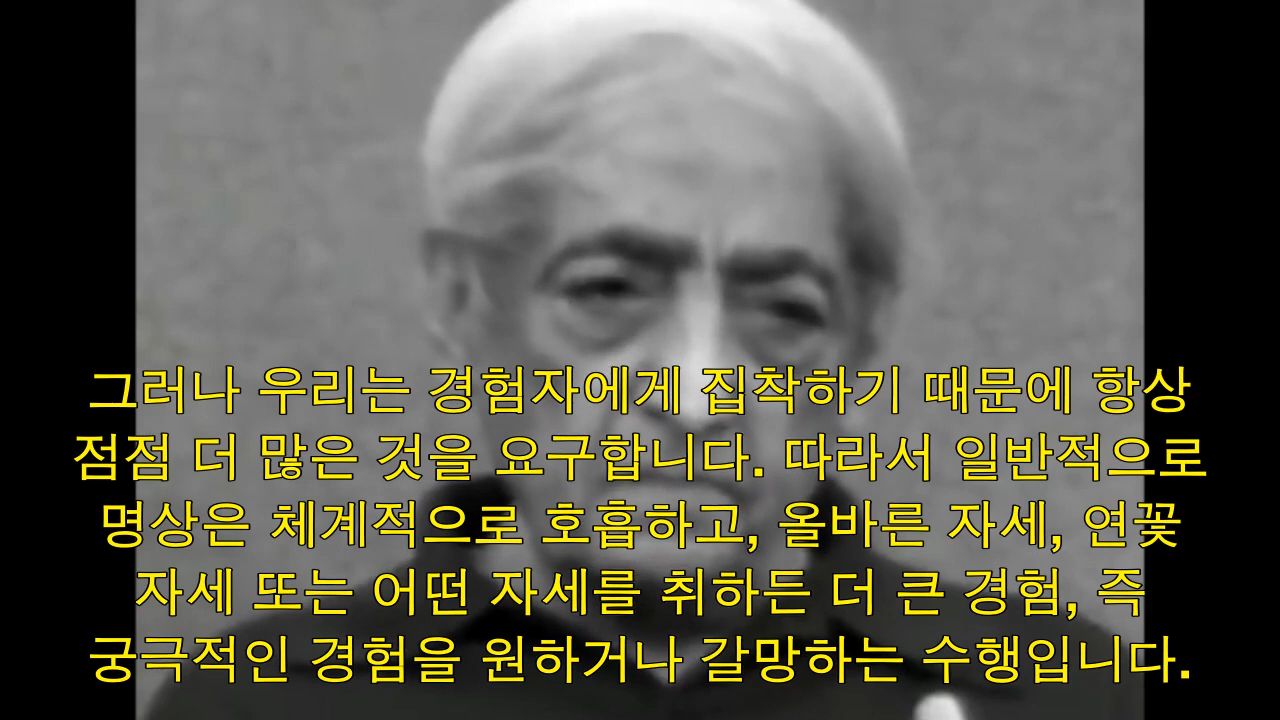 그러나 우리는 경험자에게 집착하기 때문에 항상
점점 더 많은 것을 요구합니다. 따라서 일반적으로
명상은 체계적으로 호흡하고, 올바른 자세, 연꽃
자세 또는 어떤 자세를 취하든 더 큰 경험, 즉
궁극적인 경험을 원하거나 갈망하는 수행입니다.